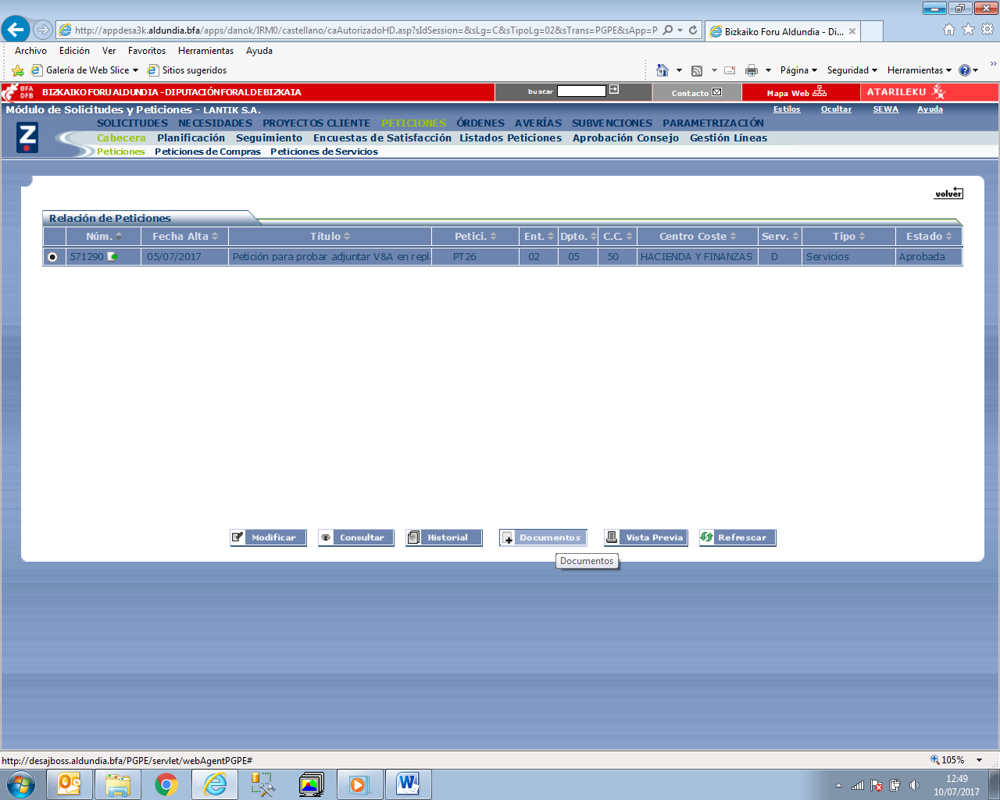 http://appdesa3k.aldundia.bfa/apps/danok/IRM0/castellano/caAutorizadoHD.asp?sIdSession=&sLg=C&sTipoLg=02&sTrans=PGPE&sApp=P
Bizkaiko Foru Aldundia - Di...
Archivo Edición Ver Favoritos Herramientas Ayuda
Galería de Web Slice Sitios sugeridos
Página Seguridad Herramientas
BFA DFB
BIZKAIKO FORU ALDUNDIA - DIPUTACIÓN FORAL DE BIZKAIA
buscar
Contacto
Mapa Web
ATARILEKU
Módulo de Solicitudes y Peticiones - LANTIK S.A.
Estilos Ocultar SEWA Ayuda
SOLICITUDES NECESIDADES PROYECTOS CLIENTE PETICIONES ÓRDENES AVERÍAS SUBVENCIONES PARAMETRIZACIÓN
Cabecera Planificación Seguimiento Encuestas de Satisfacción Listados Peticiones Aprobación Consejo Gestión Líneas
Peticiones Peticiones de Compras Peticiones de Servicios
Z
volver
Relación de Peticiones
Núm. Fecha Alta Título Petici. Ent. Dpto. C.C. Centro Coste Serv. Tipo Estado
571290 05/07/2017 Petición para probar adjuntar V&A en repl PT26 02 05 50 HACIENDA Y FINANZAS D Servicios Aprobada
Modificar Consultar Historial Documentos Vista Previa Refrescar
Documentos
http://desajboss.aldundia.bfa/PGPE/servlet/webAgentPGPE#
105%
12:49
10/07/2017